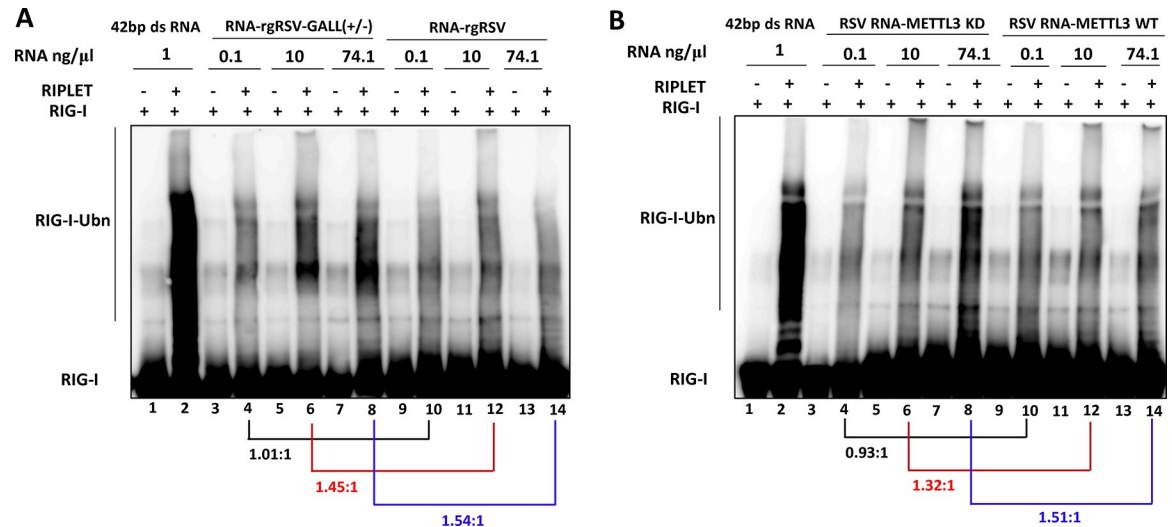 A
42bp ds RNA RNA-rgRSV-GALL(+/-) RNA-rgRSV
RNA ng/µl 1 0.1 10 74.1 0.1 10 74.1
RIPLET - + - + - + - + - + - + - +
RIG-I + + + + + + + + + + + + + +
RIG-I-Ubn
RIG-I
1 2 3 4 5 6 7 8 9 10 11 12 13 14
1.01:1
1.45:1
1.54:1
B
42bp ds RNA RSV RNA-METTL3 KD RSV RNA-METTL3 WT
RNA ng/µl 1 0.1 10 74.1 0.1 10 74.1
RIPLET - + - + - + - + - + - + - +
RIG-I + + + + + + + + + + + + + +
RIG-I-Ubn
RIG-I
1 2 3 4 5 6 7 8 9 10 11 12 13 14
0.93:1
1.32:1
1.51:1